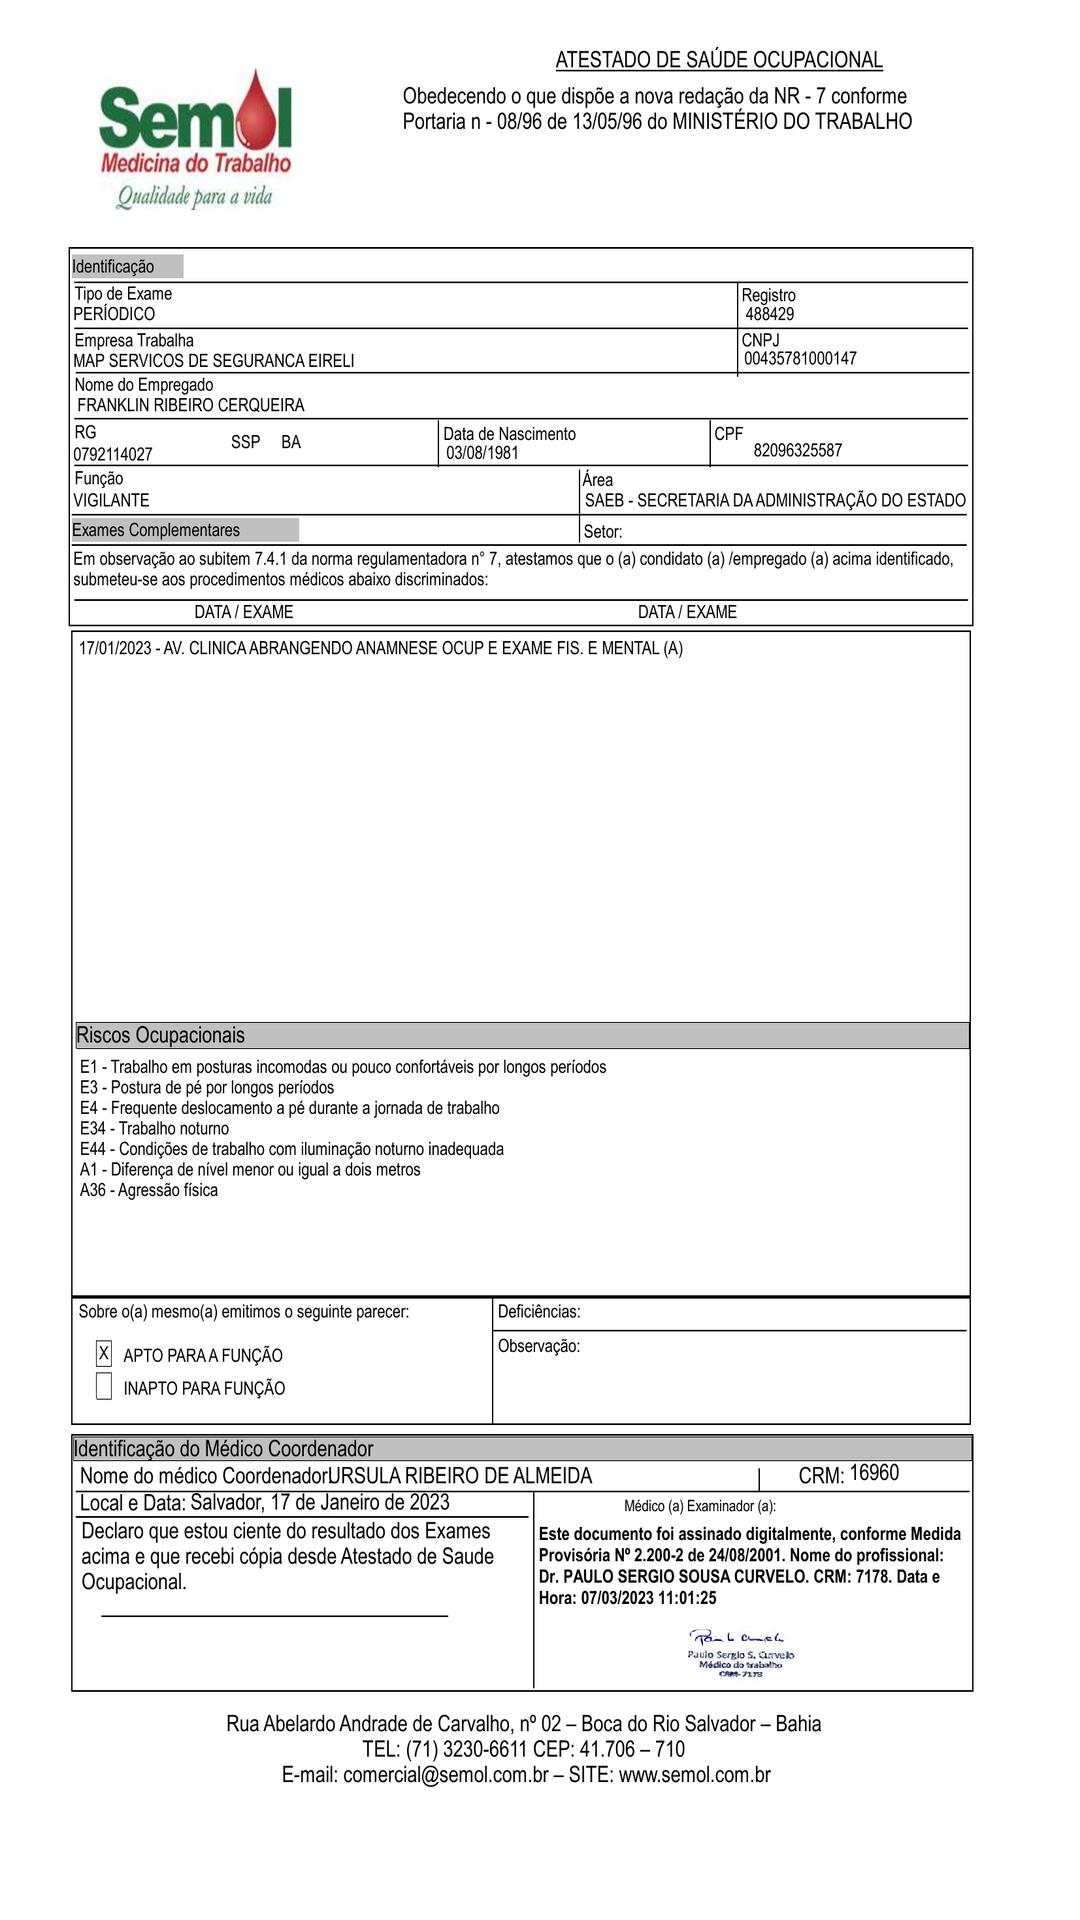 Semol
Medicina do Trabalho
Qualidade para a vida
ATESTADO DE SAÚDE OCUPACIONAL
Obedecendo o que dispõe a nova redação da NR - 7 conforme
Portaria n - 08/96 de 13/05/96 do MINISTÉRIO DO TRABALHO
Identificação
Tipo de Exame
PERÍODICO
Registro
488429
Empresa Trabalha
MAP SERVICOS DE SEGURANCA EIRELI
CNPJ
00435781000147
Nome do Empregado
FRANKLIN RIBEIRO CERQUEIRA
RG
0792114027
SSP BA
Data de Nascimento
03/08/1981
CPF
82096325587
Função
VIGILANTE
Área
SAEB - SECRETARIA DA ADMINISTRAÇÃO DO ESTADO
Exames Complementares
Setor:
Em observação ao subitem 7.4.1 da norma regulamentadora n° 7, atestamos que o (a) condidato (a) /empregado (a) acima identificado,
submeteu-se aos procedimentos médicos abaixo discriminados:
DATA / EXAME DATA / EXAME
17/01/2023 - AV. CLINICA ABRANGENDO ANAMNESE OCUP E EXAME FIS. E MENTAL (A)
Riscos Ocupacionais
E1 - Trabalho em posturas incomodas ou pouco confortáveis por longos períodos
E3 - Postura de pé por longos períodos
E4 - Frequente deslocamento a pé durante a jornada de trabalho
E34 - Trabalho noturno
E44 - Condições de trabalho com iluminação noturno inadequada
A1 - Diferença de nível menor ou igual a dois metros
A36 - Agressão física
Sobre o(a) mesmo(a) emitimos o seguinte parecer:
X APTO PARA A FUNÇÃO
INAPTO PARA FUNÇÃO
Deficiências:
Observação:
Identificação do Médico Coordenador
Nome do médico Coordenador URSULA RIBEIRO DE ALMEIDA
CRM: 16960
Local e Data: Salvador, 17 de Janeiro de 2023
Declaro que estou ciente do resultado dos Exames
acima e que recebi cópia desde Atestado de Saude
Ocupacional.
Médico (a) Examinador (a):
Este documento foi assinado digitalmente, conforme Medida
Provisória Nº 2.200-2 de 24/08/2001. Nome do profissional:
Dr. PAULO SERGIO SOUSA CURVELO. CRM: 7178. Data e
Hora: 07/03/2023 11:01:25
Paulo Sergio S. Curvelo
Médico do trabalho
CRM-7178
Rua Abelardo Andrade de Carvalho, nº 02 – Boca do Rio Salvador – Bahia
TEL: (71) 3230-6611 CEP: 41.706 – 710
E-mail: comercial@semol.com.br – SITE: www.semol.com.br